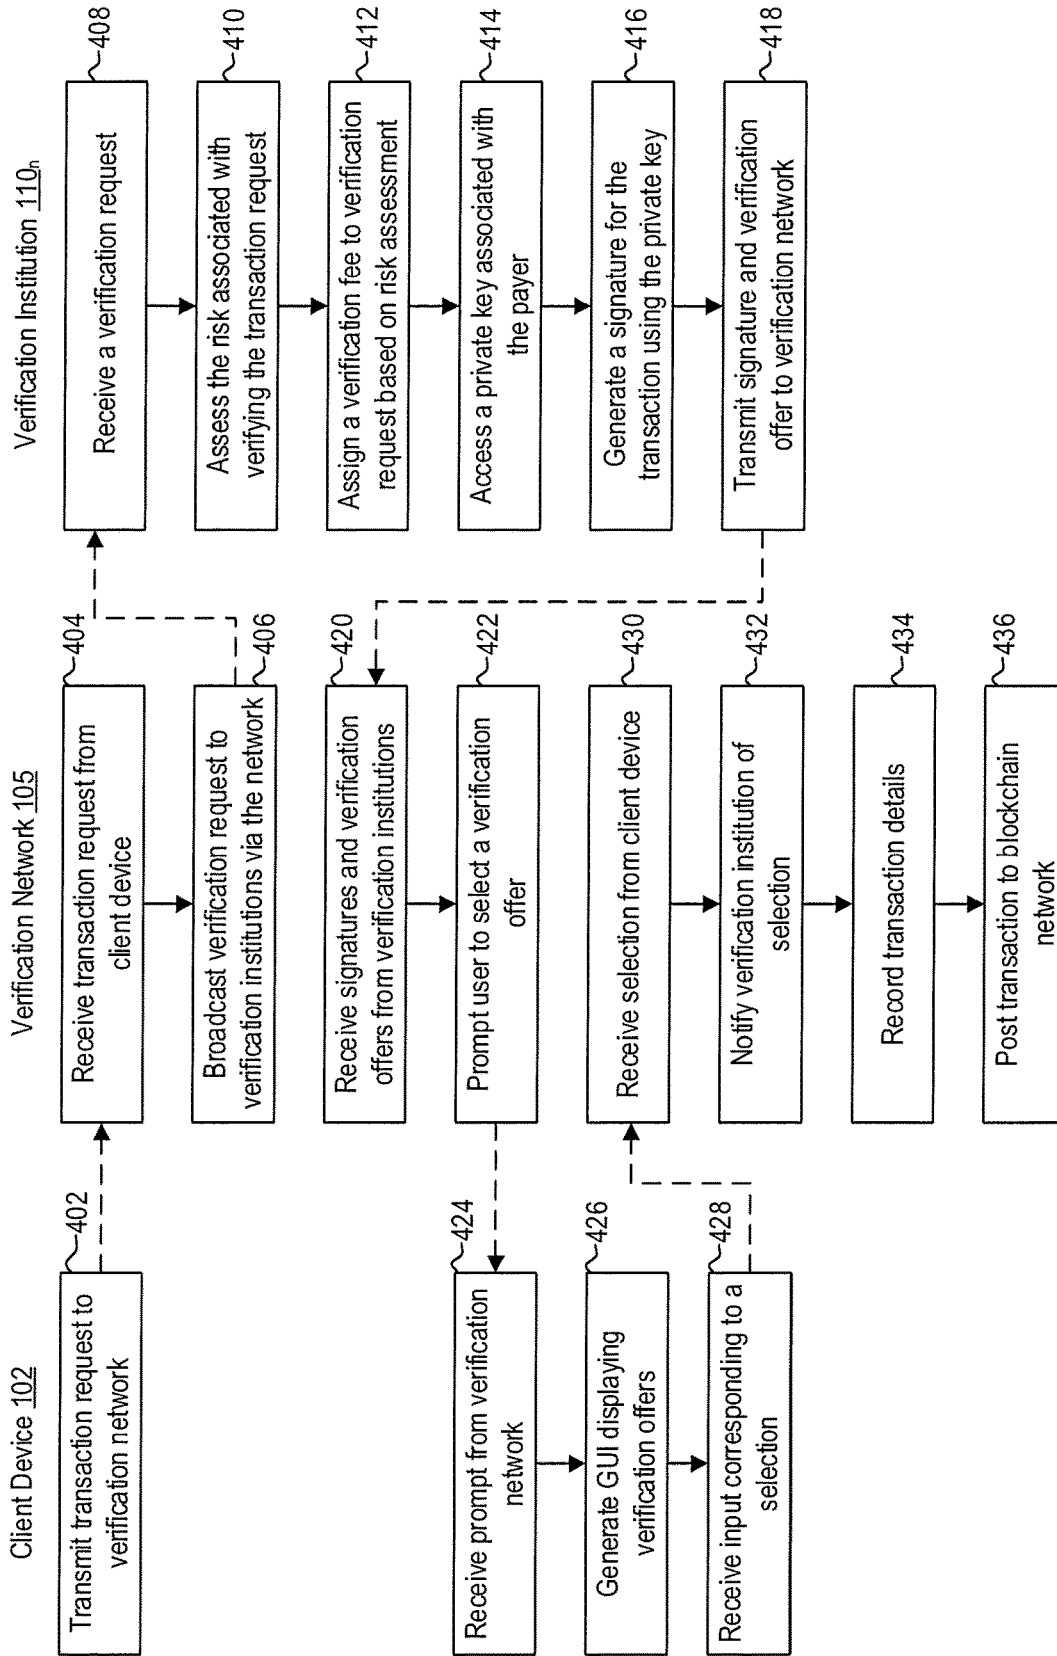 Client Device 102
Verification Network 105
Verification Institution 110n
402
Transmit transaction request to
verification network
404
Receive transaction request from
client device
406
Broadcast verification request to
verification institutions via the network
408
Receive a verification request
410
Assess the risk associated with
verifying the transaction request
412
Assign a verification fee to verification
request based on risk assessment
414
Access a private key associated with
the payer
416
Generate a signature for the
transaction using the private key
418
Transmit signature and verification
offer to verification network
420
Receive signatures and verification
offers from verification institutions
422
Prompt user to select a verification
offer
424
Receive prompt from verification
network
426
Generate GUI displaying
verification offers
428
Receive input corresponding to a
selection
430
Receive selection from client device
432
Notify verification institution of
selection
434
Record transaction details
436
Post transaction to blockchain
network